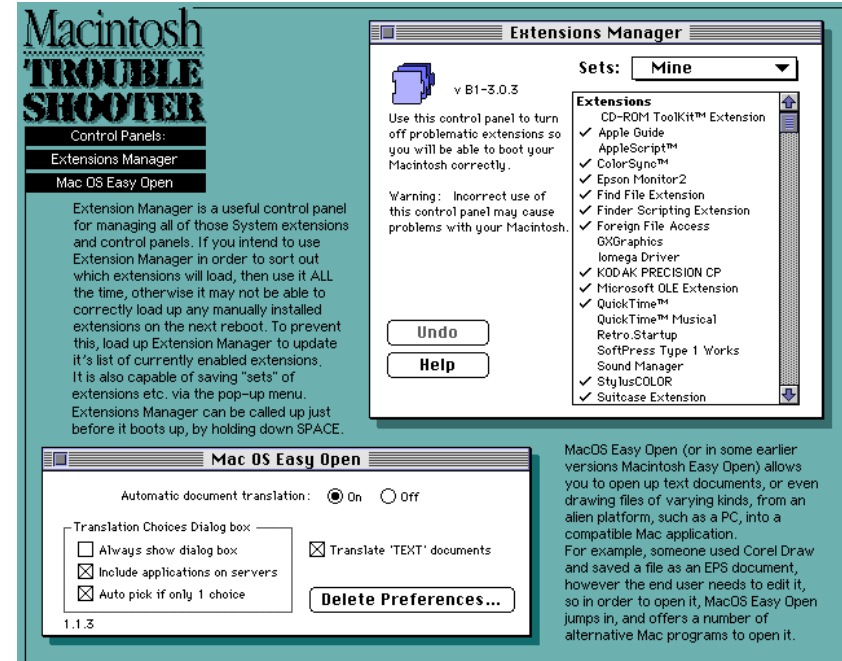 Macintosh
TROUBLE
SHOOTER
Control Panels:
Extensions Manager
Mac OS Easy Open
Extension Manager is a useful control panel
for managing all of those System extensions
and control panels. If you intend to use
Extension Manager in order to sort out
which extensions will load, then use it ALL
the time, otherwise it may not be able to
correctly load up any manually installed
extensions on the next reboot. To prevent
this, load up Extension Manager to update
it's list of currently enabled extensions.
It is also capable of saving "sets" of
extensions etc. via the pop-up menu.
Extensions Manager can be called up just
before it boots up, by holding down SPACE.
Extensions Manager
v B1-3.0.3
Use this control panel to turn
off problematic extensions so
you will be able to boot your
Macintosh correctly.
Warning: Incorrect use of
this control panel may cause
problems with your Macintosh.
Undo
Help
Sets: Mine
Extensions
CD-ROM ToolKit™ Extension
✓ Apple Guide
AppleScript™
✓ ColorSync™
✓ Epson Monitor2
✓ Find File Extension
✓ Finder Scripting Extension
✓ Foreign File Access
GXGraphics
Iomega Driver
✓ KODAK PRECISION CP
✓ Microsoft OLE Extension
✓ QuickTime™
QuickTime™ Musical
Retro.Startup
SoftPress Type 1 Works
Sound Manager
✓ StylusCOLOR
✓ Suitcase Extension
Mac OS Easy Open
Automatic document translation: On Off
Translation Choices Dialog box
Always show dialog box
Include applications on servers
Auto pick if only 1 choice
Translate 'TEXT' documents
Delete Preferences...
1.1.3
MacOS Easy Open (or in some earlier
versions Macintosh Easy Open) allows
you to open up text documents, or even
drawing files of varying kinds, from an
alien platform, such as a PC, into a
compatible Mac application.
For example, someone used Corel Draw
and saved a file as an EPS document,
however the end user needs to edit it,
so in order to open it, MacOS Easy Open
jumps in, and offers a number of
alternative Mac programs to open it.